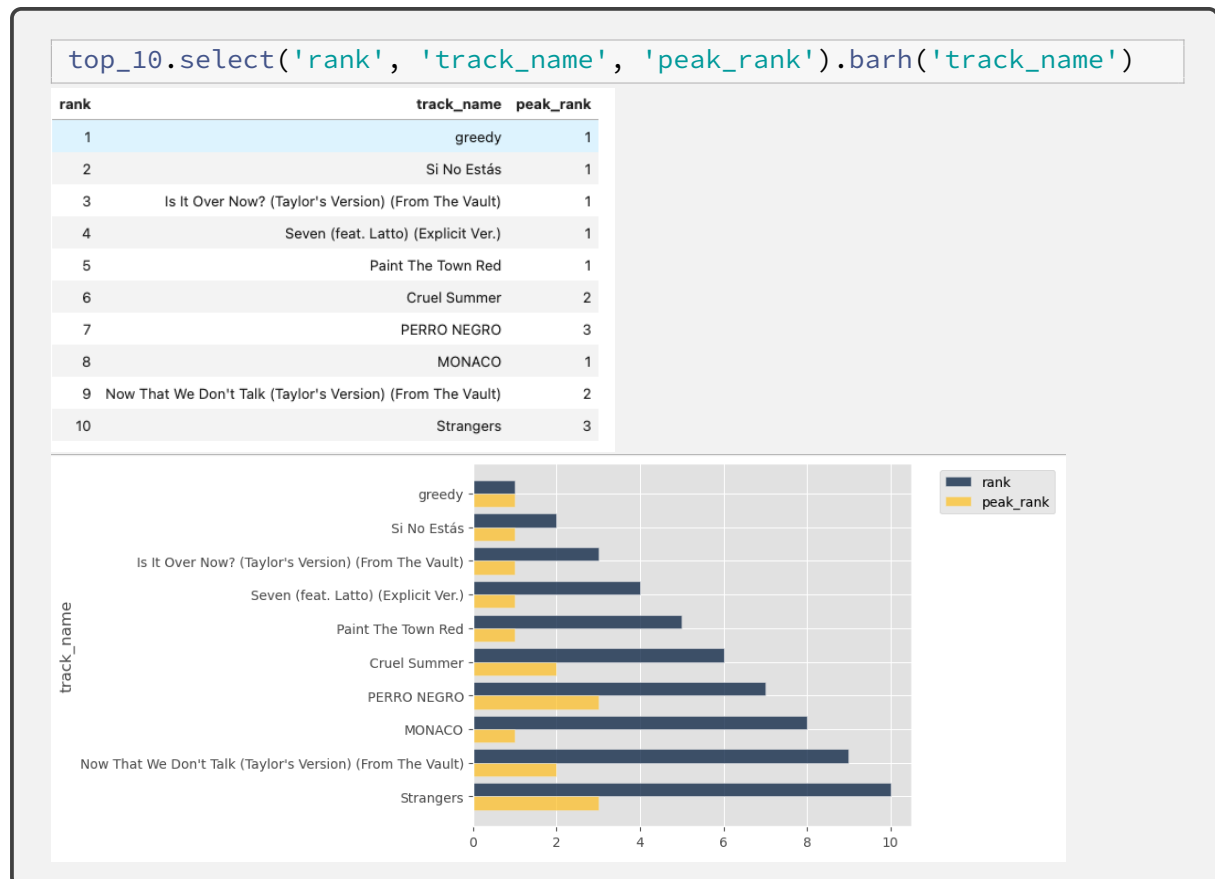 top_10.select('rank', 'track_name', 'peak_rank').barh('track_name')
rank track_name peak_rank
1 greedy 1
2 Si No Estás 1
3 Is It Over Now? (Taylor's Version) (From The Vault) 1
4 Seven (feat. Latto) (Explicit Ver.) 1
5 Paint The Town Red 1
6 Cruel Summer 2
7 PERRO NEGRO 3
8 MONACO 1
9 Now That We Don't Talk (Taylor's Version) (From The Vault) 2
10 Strangers 3
rank
peak_rank
track_name
greedy
Si No Estás
Is It Over Now? (Taylor's Version) (From The Vault)
Seven (feat. Latto) (Explicit Ver.)
Paint The Town Red
Cruel Summer
PERRO NEGRO
MONACO
Now That We Don't Talk (Taylor's Version) (From The Vault)
Strangers
0 2 4 6 8 10